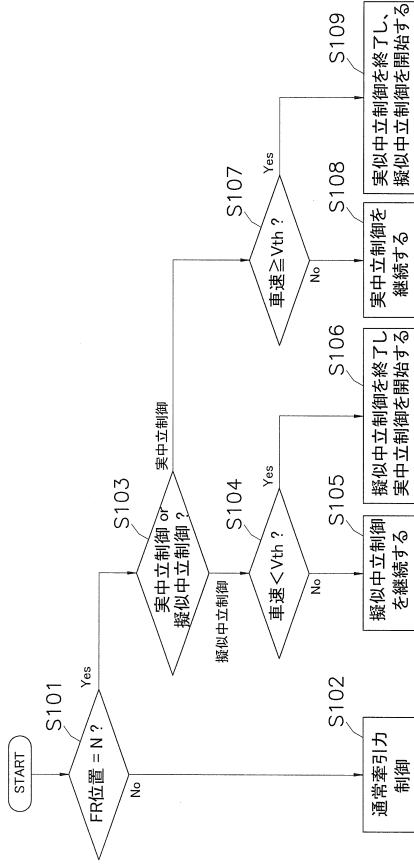 START
S101
FR位置 = N ?
Yes
No
S102
通常牽引力
制御
S103
実中立制御 or
擬似中立制御 ?
実中立制御
擬似中立制御
S104
車速<Vth ?
Yes
No
S105
擬似中立制御
を継続する
S106
擬似中立制御を終了し
実中立制御を開始する
S107
車速≧Vth ?
Yes
No
S108
実中立制御を
継続する
S109
実似中立制御を終了し、
擬似中立制御を開始する